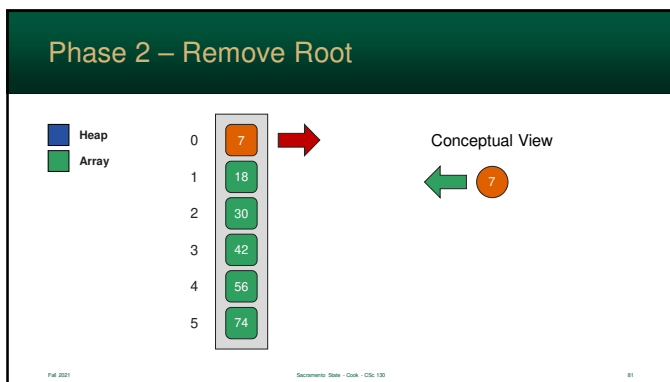 Phase 2 – Remove Root
Heap
Array
0
7
Conceptual View
1
18
7
2
30
3
42
4
56
5
74
Fall 2021
Sacramento State - Cook - CSc 130
81